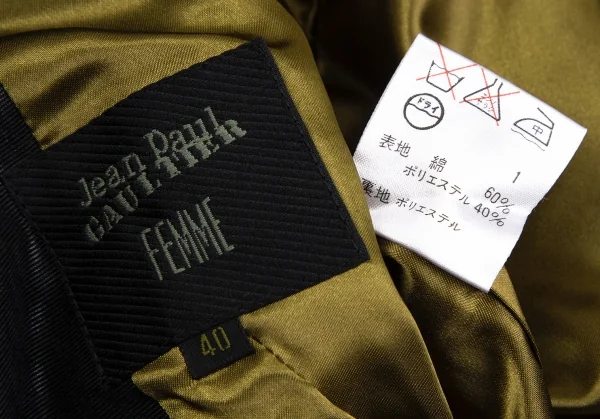 Jean Paul
GAULTIER
FEMME
40
ドライ
中
1
表地 綿 60%
ポリエステル 40%
裏地 ポリエステル